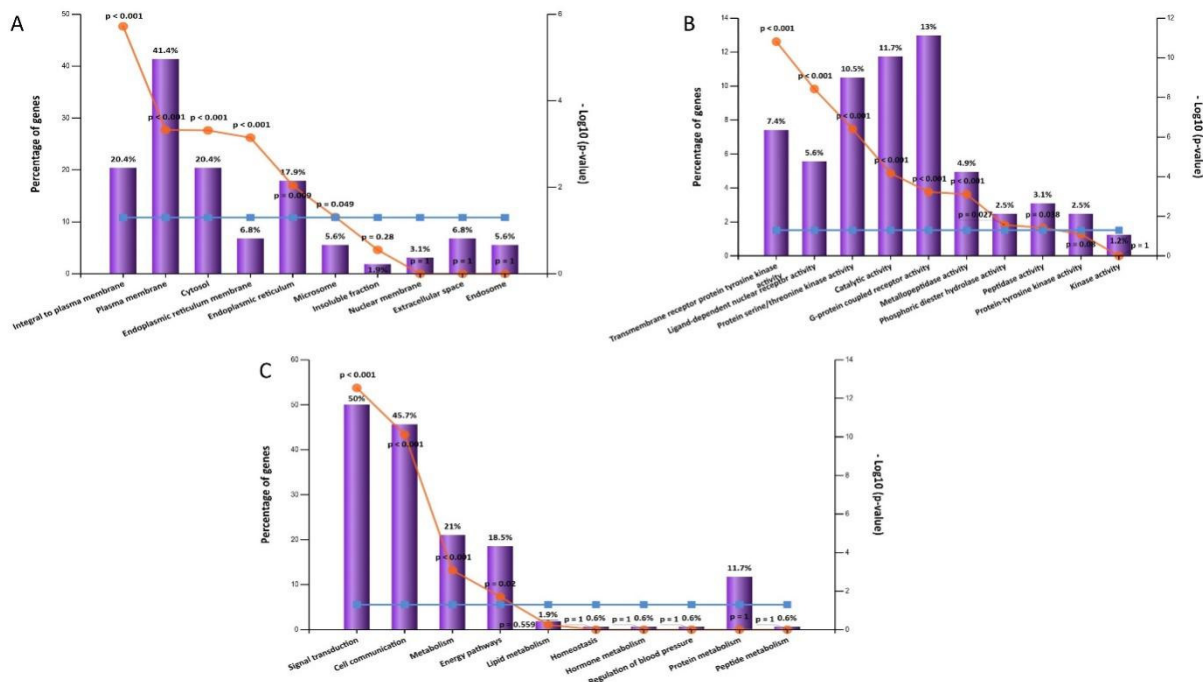 A
Percentage of genes
50
40
30
20
10
0
p < 0.001
20.4%
41.4%
p < 0.001
p < 0.001
20.4%
p < 0.001
6.8%
17.9%
p = 0.009
p = 0.049
5.6%
p = 0.28
1.9%
3.1%
p = 1
6.8%
p = 1
5.6%
p = 1
6
4
2
0
- Log10 (p-value)
Integral to plasma membrane
Plasma membrane
Cytosol
Endoplasmic reticulum membrane
Endoplasmic reticulum
Microsome
Insoluble fraction
Nuclear membrane
Extracellular space
Endosome
B
Percentage of genes
14
12
10
8
6
4
2
0
p < 0.001
7.4%
p < 0.001
5.6%
10.5%
p < 0.001
11.7%
p < 0.001
13%
p < 0.001
4.9%
p < 0.001
2.5%
p = 0.027
3.1%
p = 0.038
2.5%
p = 0.08
1.2%
p = 1
12
10
8
6
4
2
0
- Log10 (p-value)
Transmembrane receptor protein tyrosine kinase
activity
Ligand-dependent nuclear receptor activity
Protein serine/threonine kinase activity
Catalytic activity
G-protein coupled receptor activity
Metallopeptidase activity
Phosphoric diester hydrolase activity
Peptidase activity
Protein-tyrosine kinase activity
Kinase activity
C
Percentage of genes
60
50
40
30
20
10
0
p < 0.001
50%
45.7%
p < 0.001
21%
p < 0.001
18.5%
p = 0.02
1.9%
p = 0.559
p = 1
0.6%
p = 1
0.6%
p = 1
0.6%
11.7%
p = 1
p = 1
0.6%
14
12
10
8
6
4
2
0
- Log10 (p-value)
Signal transduction
Cell communication
Metabolism
Energy pathways
Lipid metabolism
Homeostasis
Hormone metabolism
Regulation of blood pressure
Protein metabolism
Peptide metabolism